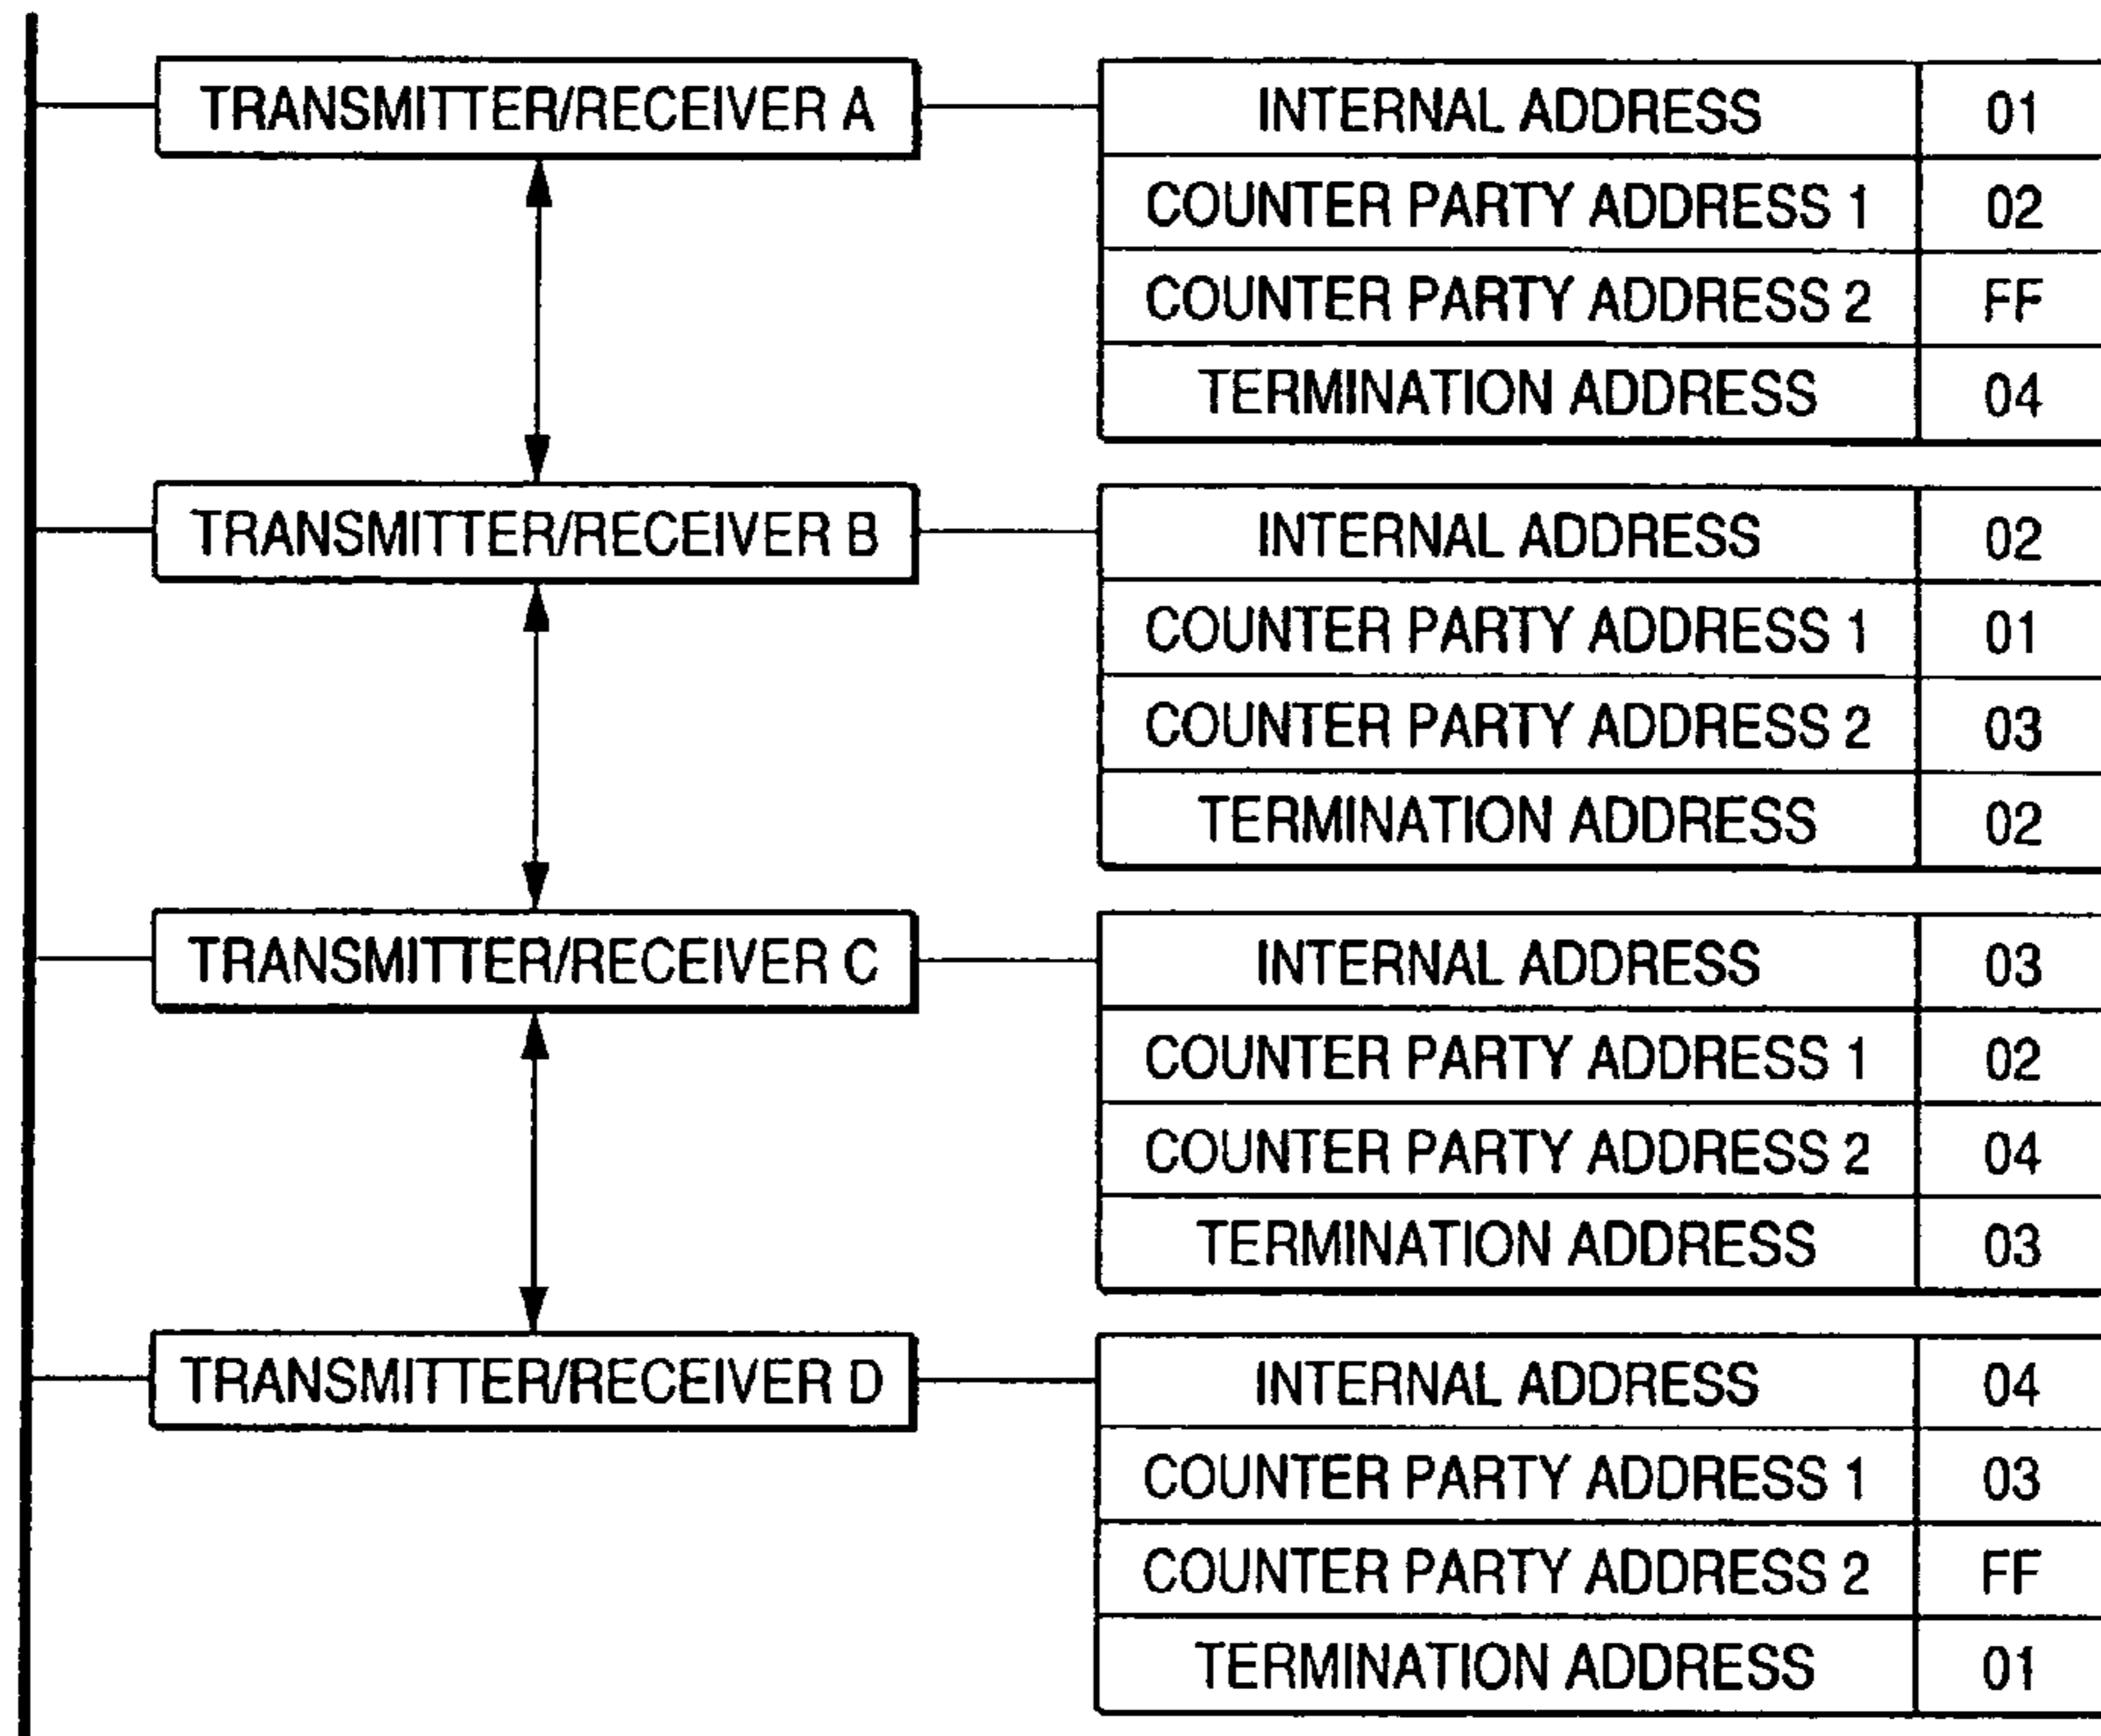 TRANSMITTER/RECEIVER A
INTERNAL ADDRESS 01
COUNTER PARTY ADDRESS 1 02
COUNTER PARTY ADDRESS 2 FF
TERMINATION ADDRESS 04
TRANSMITTER/RECEIVER B
INTERNAL ADDRESS 02
COUNTER PARTY ADDRESS 1 01
COUNTER PARTY ADDRESS 2 03
TERMINATION ADDRESS 02
TRANSMITTER/RECEIVER C
INTERNAL ADDRESS 03
COUNTER PARTY ADDRESS 1 02
COUNTER PARTY ADDRESS 2 04
TERMINATION ADDRESS 03
TRANSMITTER/RECEIVER D
INTERNAL ADDRESS 04
COUNTER PARTY ADDRESS 1 03
COUNTER PARTY ADDRESS 2 FF
TERMINATION ADDRESS 01